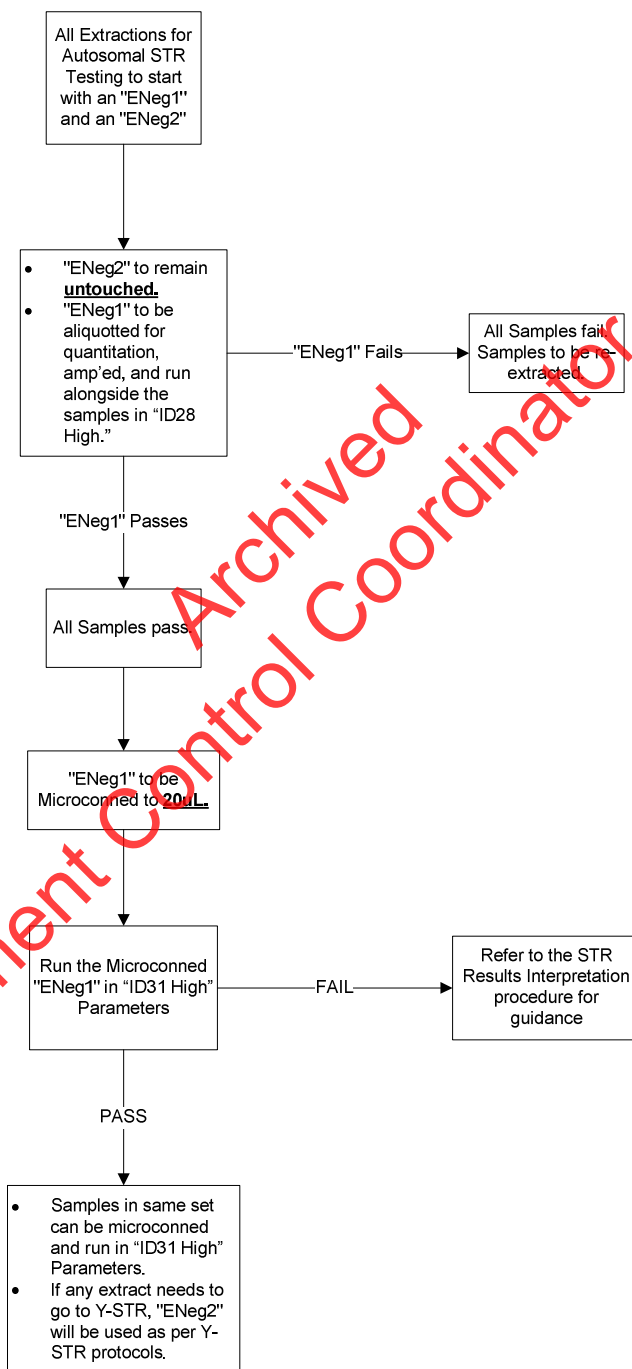 All Extractions for
Autosomal STR
Testing to start
with an "ENeg1"
and an "ENeg2"
• "ENeg2" to remain
untouched.
• "ENeg1" to be
aliquotted for
quantitation,
amp'ed, and run
alongside the
samples in “ID28
High.”
"ENeg1" Fails
All Samples fail.
Samples to be re-
extracted.
"ENeg1" Passes
All Samples pass.
"ENeg1" to be
Microconned to 20uL.
Run the Microconned
"ENeg1" in “ID31 High”
Parameters
FAIL
Refer to the STR
Results Interpretation
procedure for
guidance
PASS
• Samples in same set
can be microconned
and run in “ID31 High”
Parameters.
• If any extract needs to
go to Y-STR, "ENeg2"
will be used as per Y-
STR protocols.
Archived
Control Coordinator